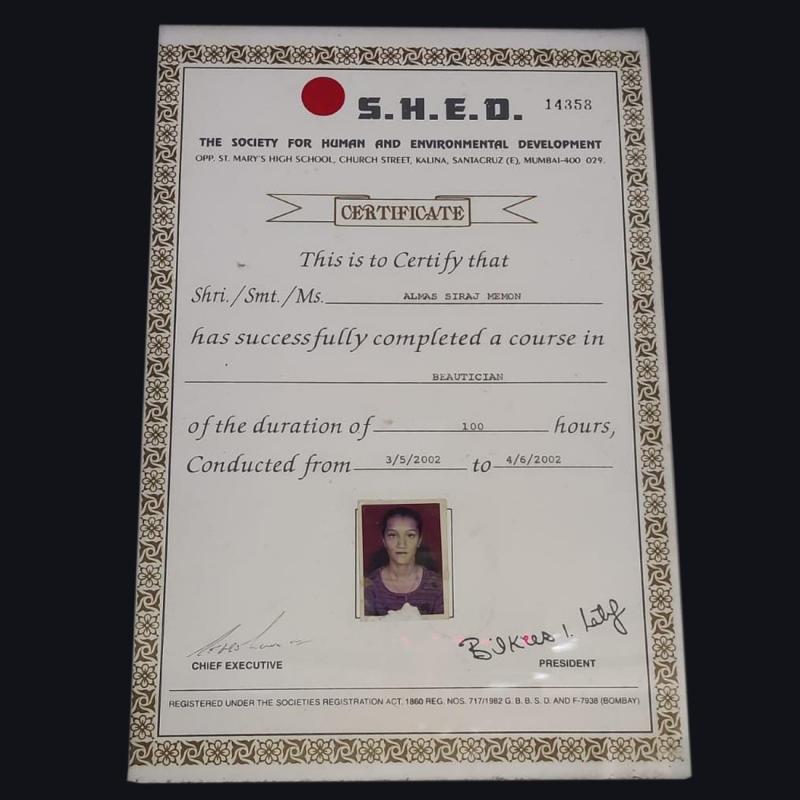 S.H.E.D. 14358
THE SOCIETY FOR HUMAN AND ENVIRONMENTAL DEVELOPMENT
OPP. ST. MARY'S HIGH SCHOOL, CHURCH STREET, KALINA, SANTACRUZ (E), MUMBAI-400 029.
CERTIFICATE
This is to Certify that
Shri./Smt./Ms. ALMAS SIRAJ MEMON
has successfully completed a course in
BEAUTICIAN
of the duration of 100 hours,
Conducted from 3/5/2002 to 4/6/2002
Bilkees I. Latif
CHIEF EXECUTIVE PRESIDENT
REGISTERED UNDER THE SOCIETIES REGISTRATION ACT. 1860 REG. NOS. 717/1982 G. B. B. S. D. AND F-7938 (BOMBAY)